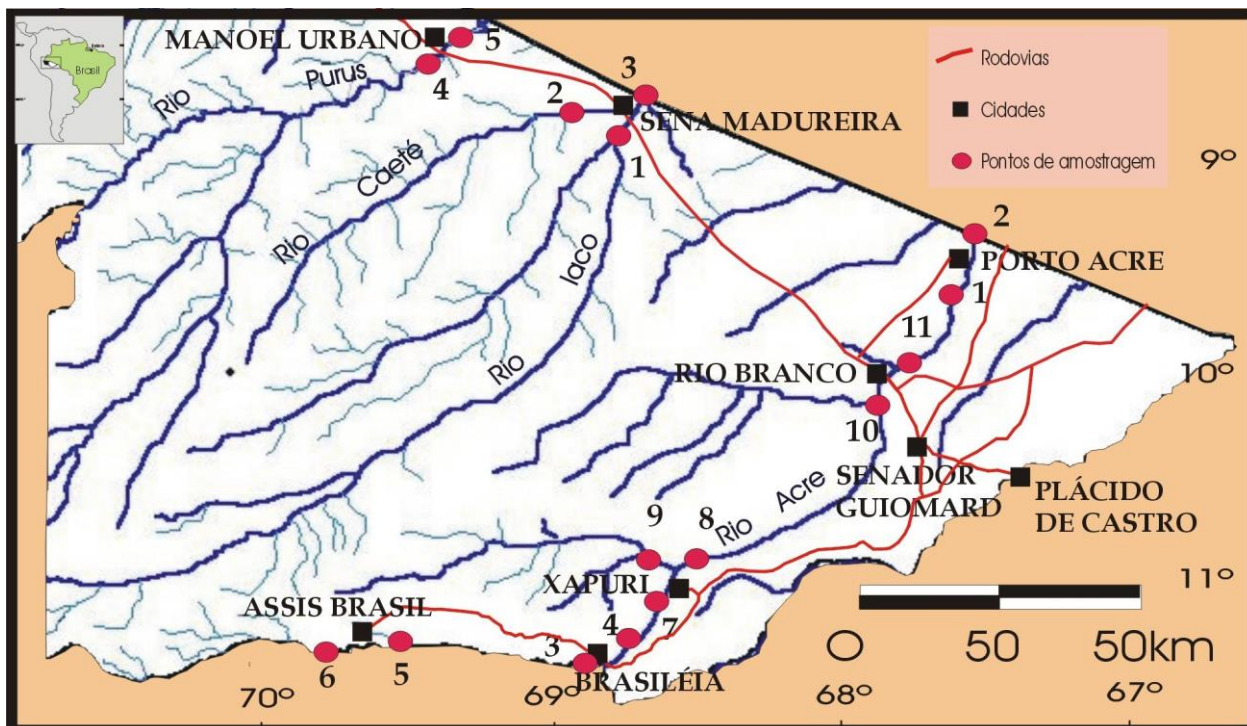 Brasil
MANOEL URBANO
5
4
Rio
Purus
2
3
SENA MADUREIRA
1
Rio
Caeté
Rio
Iaco
Rodovias
Cidades
Pontos de amostragem
9º
2
PORTO ACRE
1
11
RIO BRANCO
10º
10
SENADOR
GUIOMARD
PLÁCIDO
DE CASTRO
Rio
Acre
9
8
XAPURI
7
11º
ASSIS BRASIL
4
3
BRASILÉIA
6
5
O
50
50km
70º
69º
68º
67º